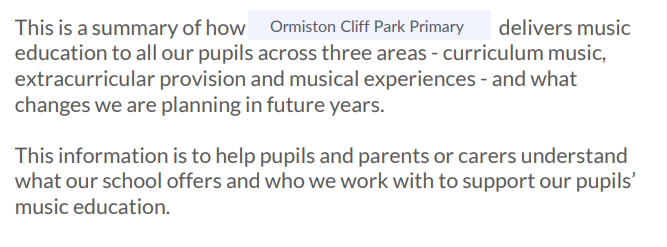 This is a summary of how Ormiston Cliff Park Primary delivers music
education to all our pupils across three areas - curriculum music,
extracurricular provision and musical experiences - and what
changes we are planning in future years.
This information is to help pupils and parents or carers understand
what our school offers and who we work with to support our pupils’
music education.